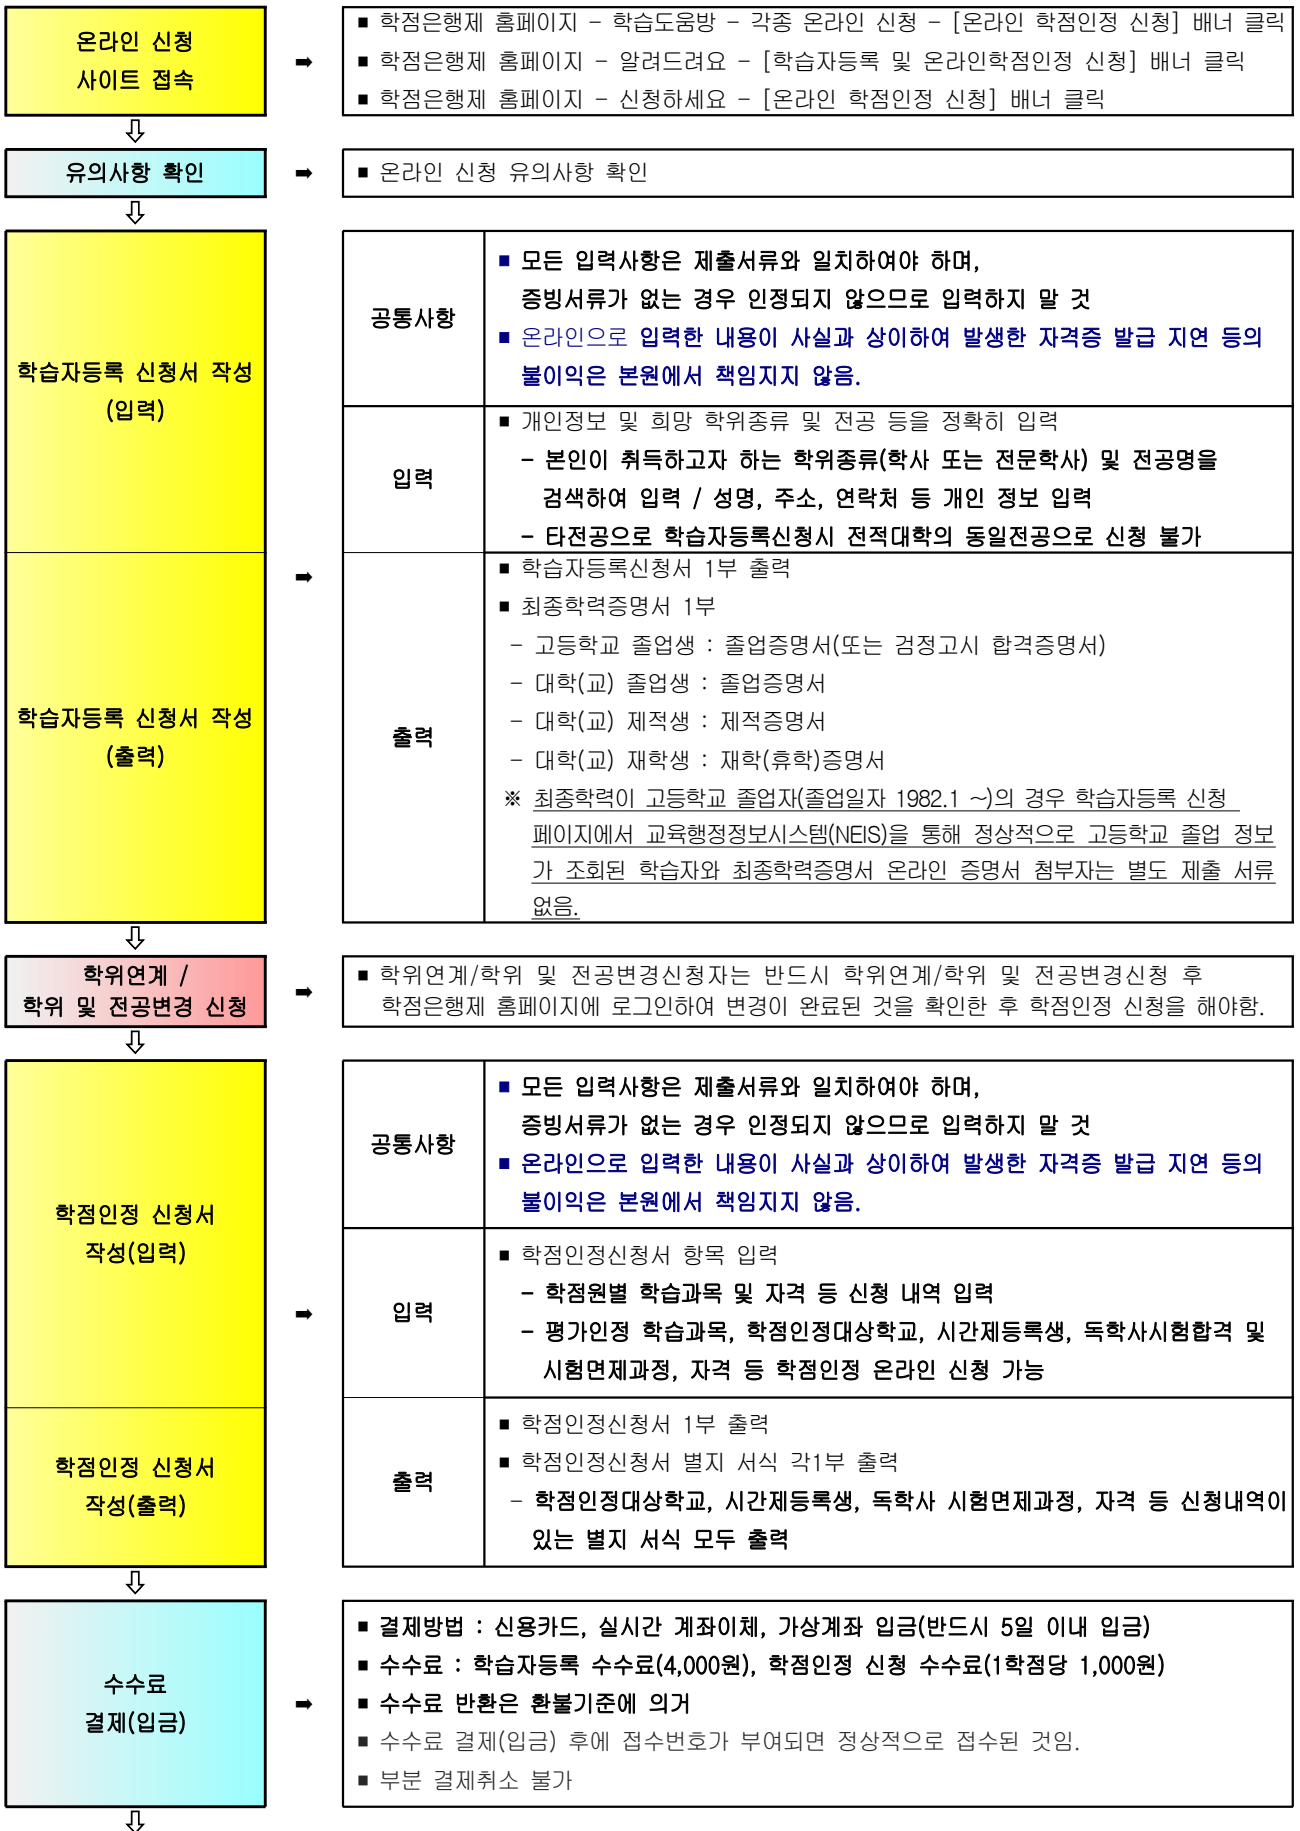 온라인 신청
사이트 접속
➡
■ 학점은행제 홈페이지 - 학습도움방 - 각종 온라인 신청 - [온라인 학점인정 신청] 배너 클릭
■ 학점은행제 홈페이지 - 알려드려요 - [학습자등록 및 온라인학점인정 신청] 배너 클릭
■ 학점은행제 홈페이지 - 신청하세요 - [온라인 학점인정 신청] 배너 클릭
⇩
유의사항 확인
➡
■ 온라인 신청 유의사항 확인
⇩
학습자등록 신청서 작성
(입력)
공통사항
■ 모든 입력사항은 제출서류와 일치하여야 하며,
증빙서류가 없는 경우 인정되지 않으므로 입력하지 말 것
■ 온라인으로 입력한 내용이 사실과 상이하여 발생한 자격증 발급 지연 등의
불이익은 본원에서 책임지지 않음.
입력
■ 개인정보 및 희망 학위종류 및 전공 등을 정확히 입력
- 본인이 취득하고자 하는 학위종류(학사 또는 전문학사) 및 전공명을
검색하여 입력 / 성명, 주소, 연락처 등 개인 정보 입력
- 타전공으로 학습자등록신청시 전적대학의 동일전공으로 신청 불가
➡
학습자등록 신청서 작성
(출력)
출력
■ 학습자등록신청서 1부 출력
■ 최종학력증명서 1부
- 고등학교 졸업생 : 졸업증명서(또는 검정고시 합격증명서)
- 대학(교) 졸업생 : 졸업증명서
- 대학(교) 제적생 : 제적증명서
- 대학(교) 재학생 : 재학(휴학)증명서
※ 최종학력이 고등학교 졸업자(졸업일자 1982.1 ~)의 경우 학습자등록 신청
페이지에서 교육행정정보시스템(NEIS)을 통해 정상적으로 고등학교 졸업 정보
가 조회된 학습자와 최종학력증명서 온라인 증명서 첨부자는 별도 제출 서류
없음.
⇩
학위연계 /
학위 및 전공변경 신청
➡
■ 학위연계/학위 및 전공변경신청자는 반드시 학위연계/학위 및 전공변경신청 후
학점은행제 홈페이지에 로그인하여 변경이 완료된 것을 확인한 후 학점인정 신청을 해야함.
⇩
학점인정 신청서
작성(입력)
공통사항
■ 모든 입력사항은 제출서류와 일치하여야 하며,
증빙서류가 없는 경우 인정되지 않으므로 입력하지 말 것
■ 온라인으로 입력한 내용이 사실과 상이하여 발생한 자격증 발급 지연 등의
불이익은 본원에서 책임지지 않음.
➡
입력
■ 학점인정신청서 항목 입력
- 학점원별 학습과목 및 자격 등 신청 내역 입력
- 평가인정 학습과목, 학점인정대상학교, 시간제등록생, 독학사시험합격 및
시험면제과정, 자격 등 학점인정 온라인 신청 가능
학점인정 신청서
작성(출력)
출력
■ 학점인정신청서 1부 출력
■ 학점인정신청서 별지 서식 각1부 출력
- 학점인정대상학교, 시간제등록생, 독학사 시험면제과정, 자격 등 신청내역이
있는 별지 서식 모두 출력
⇩
수수료
결제(입금)
➡
■ 결제방법 : 신용카드, 실시간 계좌이체, 가상계좌 입금(반드시 5일 이내 입금)
■ 수수료 : 학습자등록 수수료(4,000원), 학점인정 신청 수수료(1학점당 1,000원)
■ 수수료 반환은 환불기준에 의거
■ 수수료 결제(입금) 후에 접수번호가 부여되면 정상적으로 접수된 것임.
■ 부분 결제취소 불가
⇩